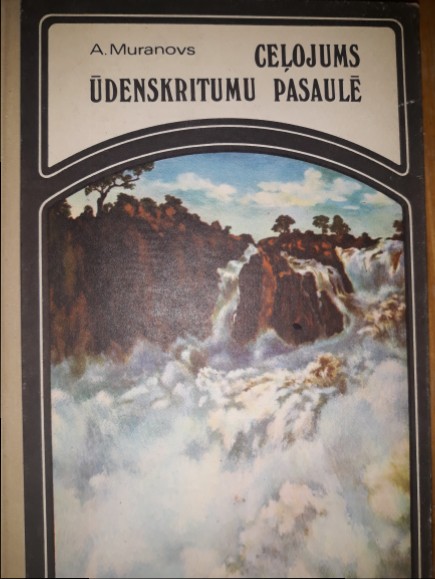 A. Muranovs
CEĻOJUMS
ŪDENSKRITUMU PASAULĒ